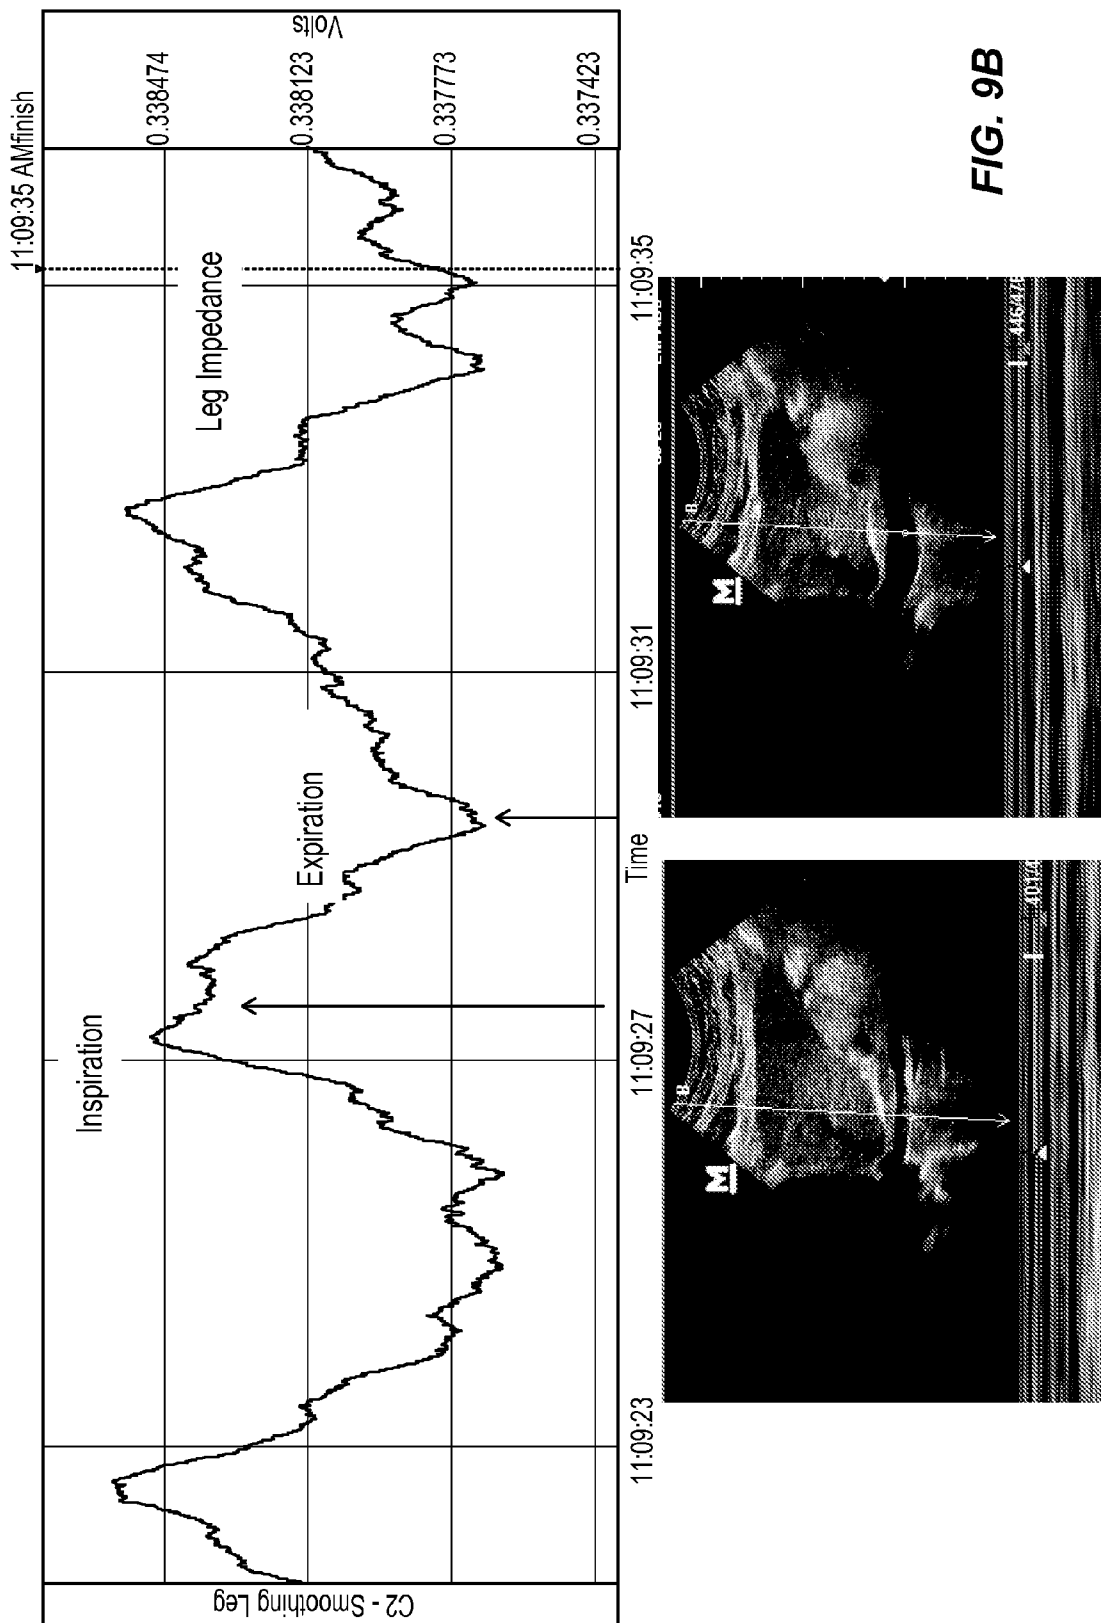 11:09:35 AMfinish
C2 - Smoothing Leg
Inspiration
Expiration
Leg Impedance
Volts
0.338474
0.338123
0.337773
0.337423
11:09:23
11:09:27
Time
11:09:31
11:09:35
M
B
M
B
FIG. 9B